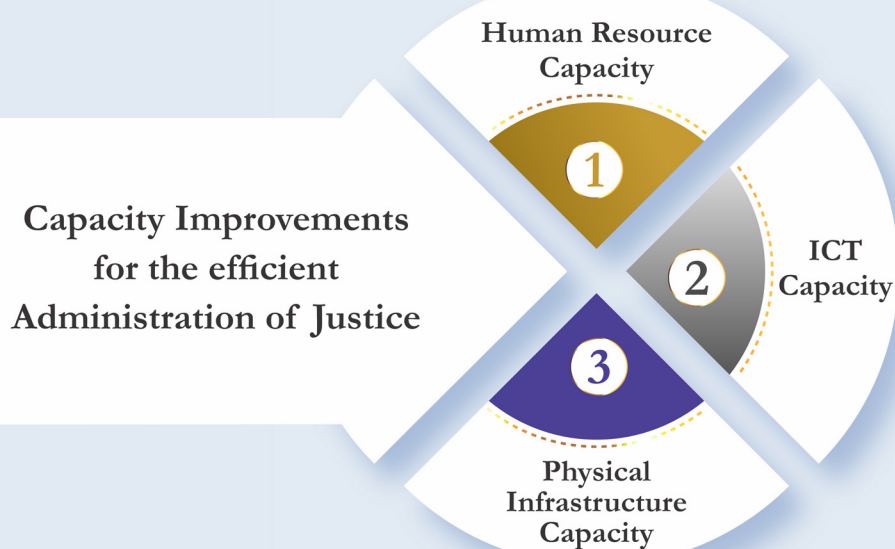 Capacity Improvements
for the efficient
Administration of Justice
Human Resource
Capacity
1
2
ICT
Capacity
3
Physical
Infrastructure
Capacity